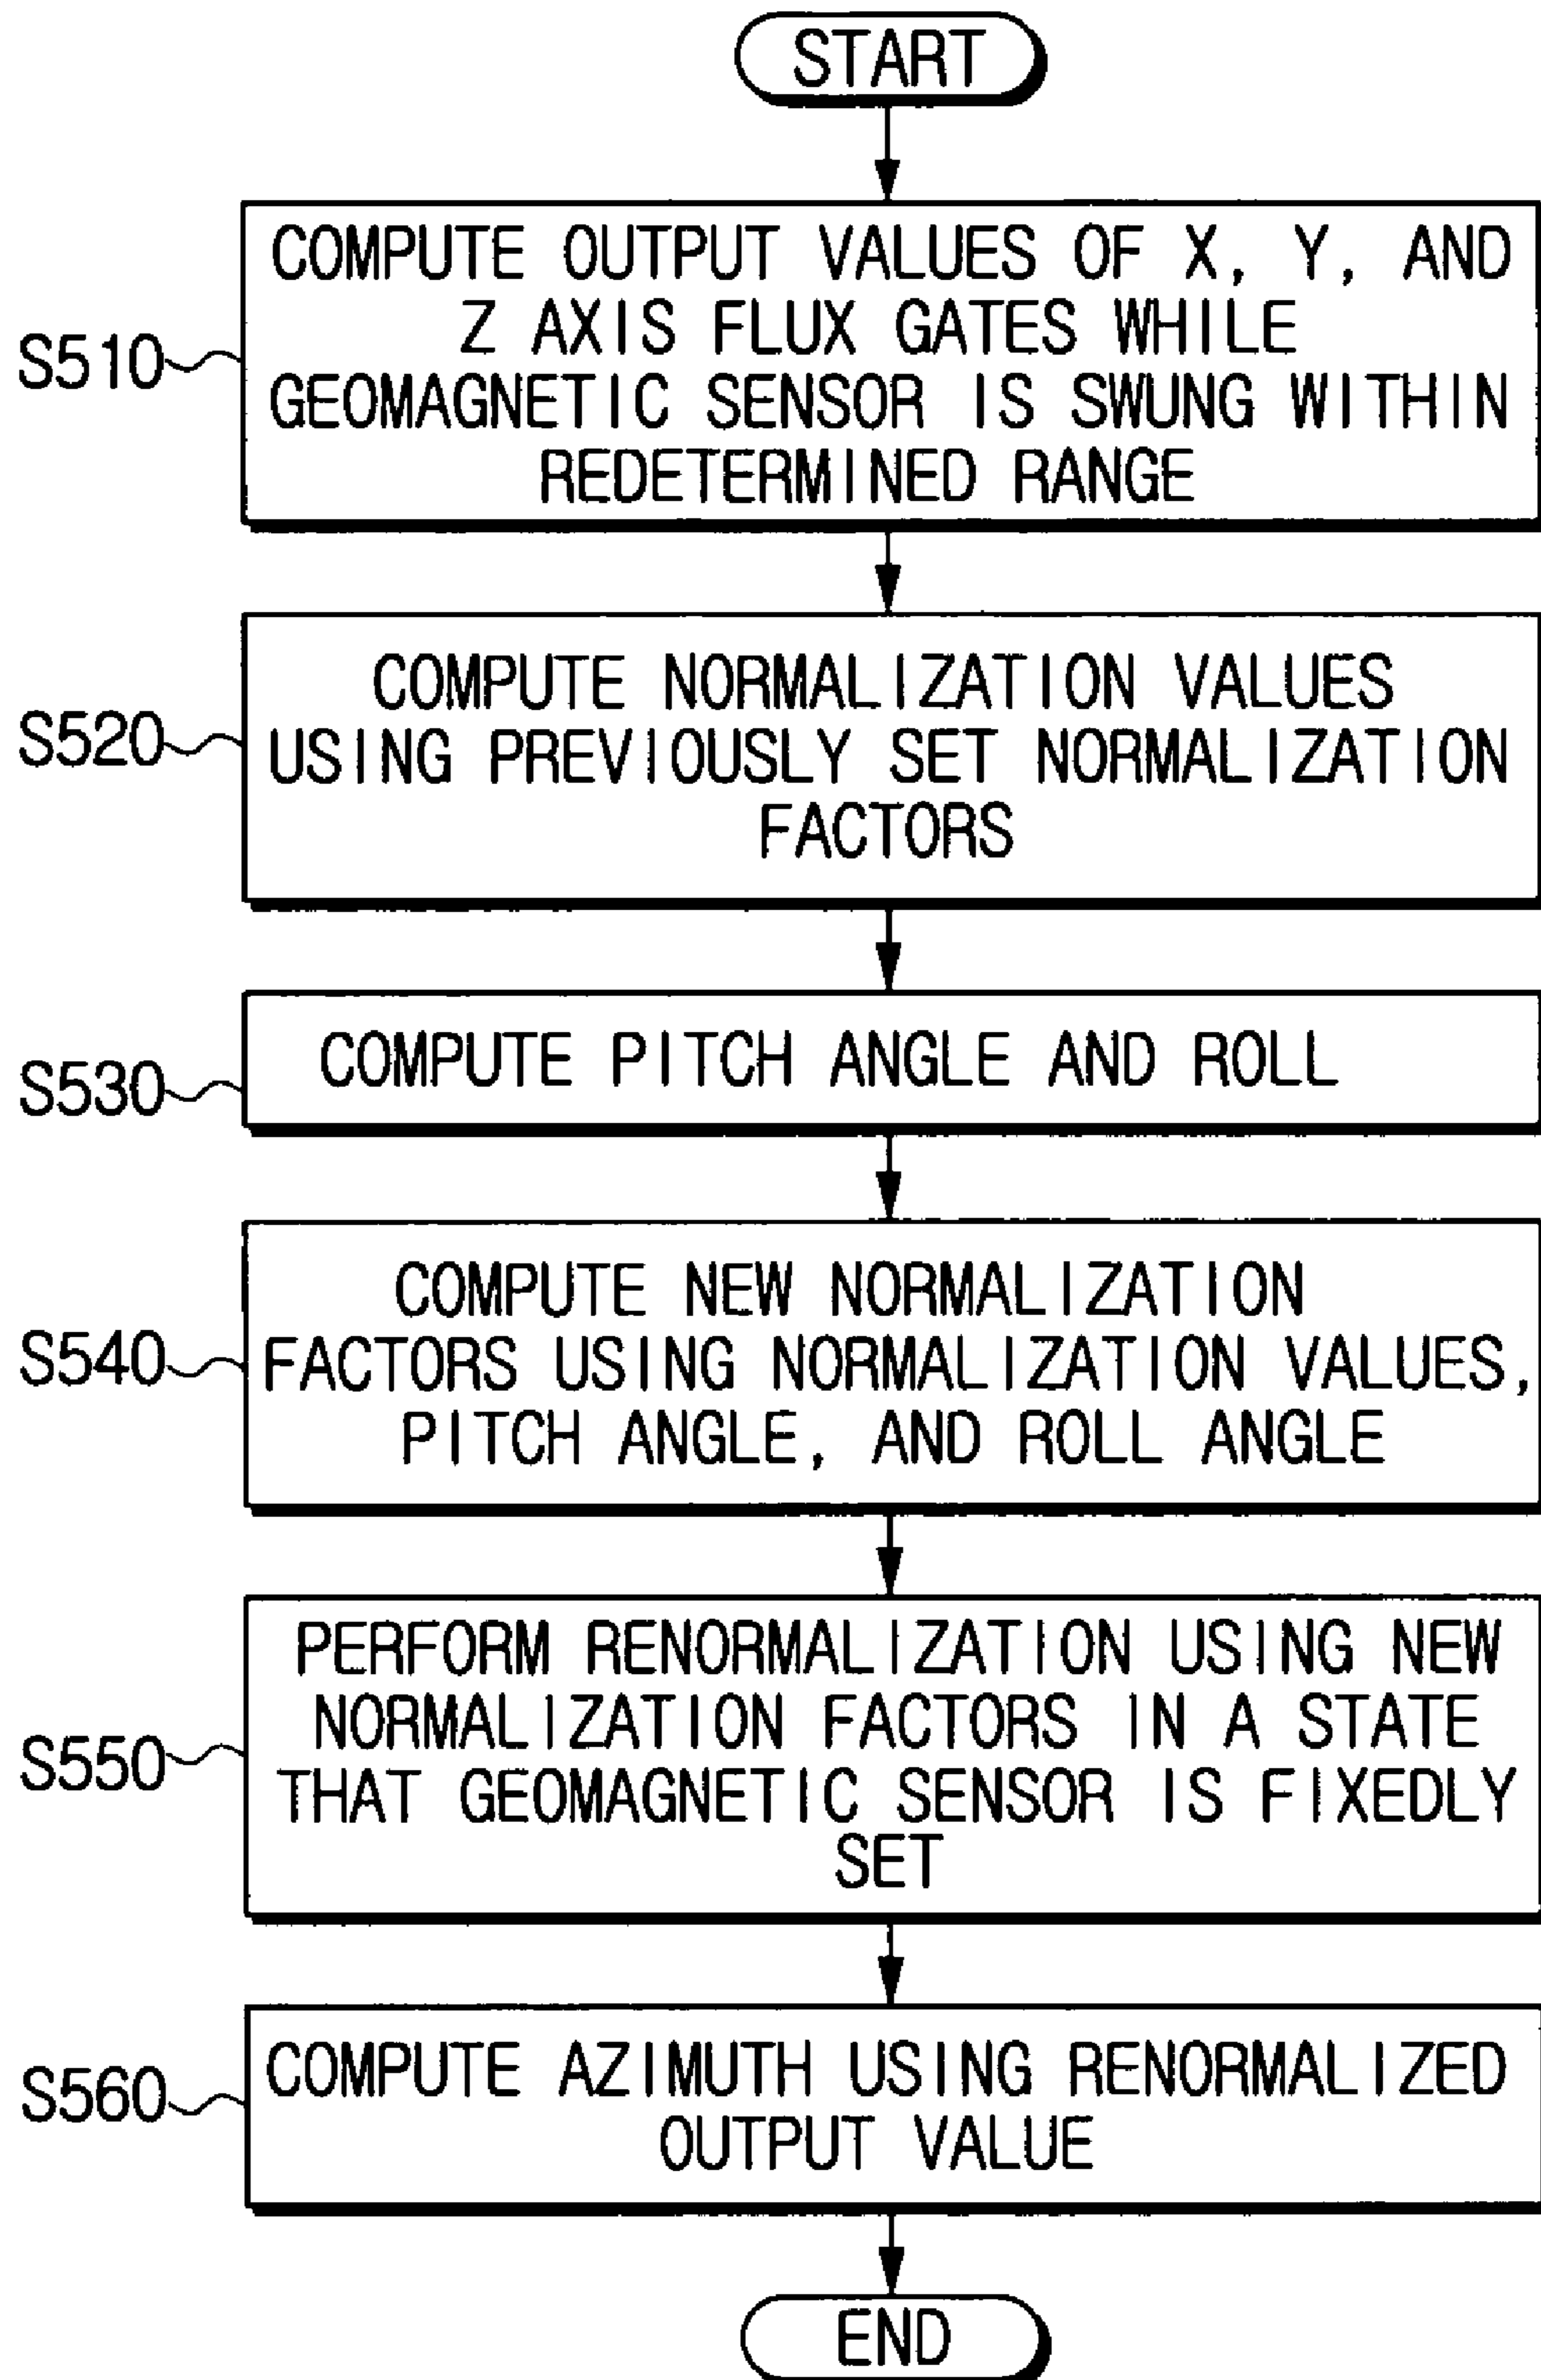 START
COMPUTE OUTPUT VALUES OF X, Y, AND
Z AXIS FLUX GATES WHILE
GEOMAGNETIC SENSOR IS SWUNG WITHIN
REDETERMINED RANGE
S510
COMPUTE NORMALIZATION VALUES
USING PREVIOUSLY SET NORMALIZATION
FACTORS
S520
COMPUTE PITCH ANGLE AND ROLL
S530
COMPUTE NEW NORMALIZATION
FACTORS USING NORMALIZATION VALUES,
PITCH ANGLE, AND ROLL ANGLE
S540
PERFORM RENORMALIZATION USING NEW
NORMALIZATION FACTORS IN A STATE
THAT GEOMAGNETIC SENSOR IS FIXEDLY
SET
S550
COMPUTE AZIMUTH USING RENORMALIZED
OUTPUT VALUE
S560
END